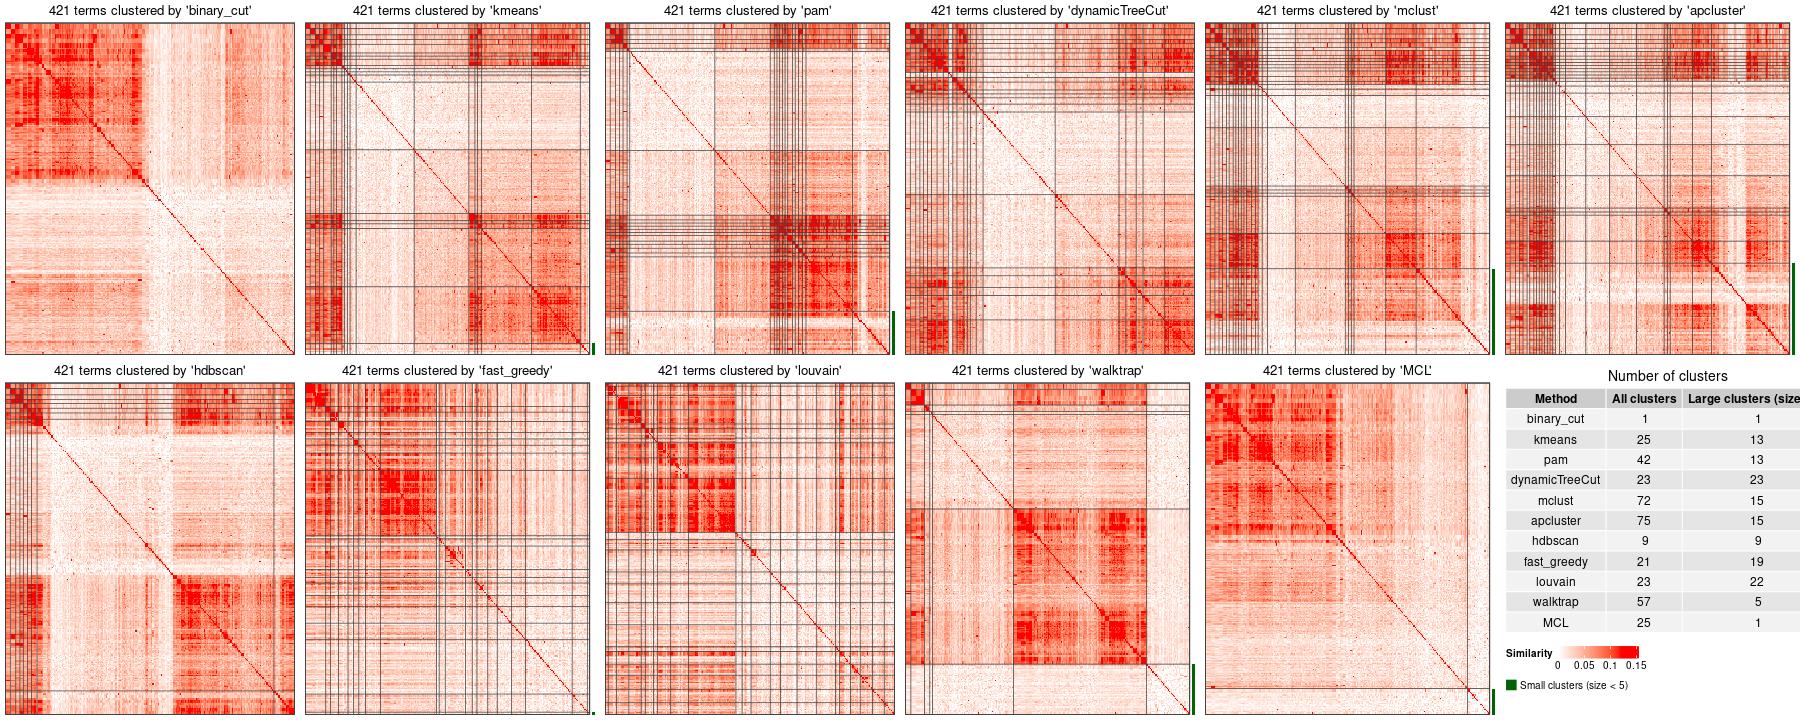 421 terms clustered by 'binary_cut'
421 terms clustered by 'kmeans'
421 terms clustered by 'pam'
421 terms clustered by 'dynamicTreeCut'
421 terms clustered by 'mclust'
421 terms clustered by 'apcluster'
421 terms clustered by 'hdbscan'
421 terms clustered by 'fast_greedy'
421 terms clustered by 'louvain'
421 terms clustered by 'walktrap'
421 terms clustered by 'MCL'
Number of clusters
Method All clusters Large clusters (size
binary_cut 1 1
kmeans 25 13
pam 42 13
dynamicTreeCut 23 23
mclust 72 15
apcluster 75 15
hdbscan 9 9
fast_greedy 21 19
louvain 23 22
walktrap 57 5
MCL 25 1
Similarity
0 0.05 0.1 0.15
Small clusters (size < 5)